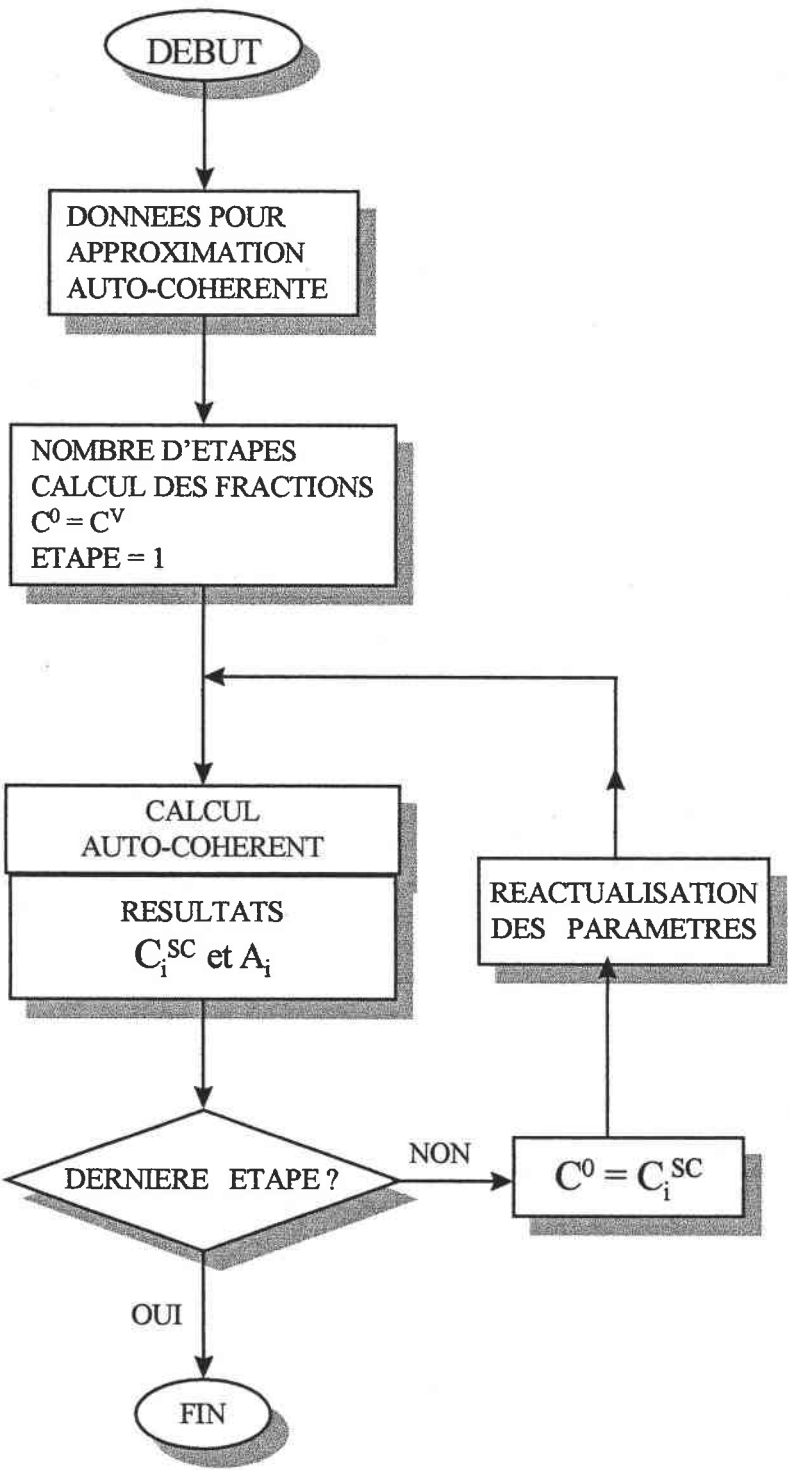 DEBUT
DONNEES POUR
APPROXIMATION
AUTO-COHERENTE
NOMBRE D'ETAPES
CALCUL DES FRACTIONS
C⁰ = Cⱽ
ETAPE = 1
CALCUL
AUTO-COHERENT
RESULTATS
Cᵢˢᶜ et Aᵢ
REACTUALISATION
DES PARAMETRES
DERNIERE ETAPE ?
NON
C⁰ = Cᵢˢᶜ
OUI
FIN